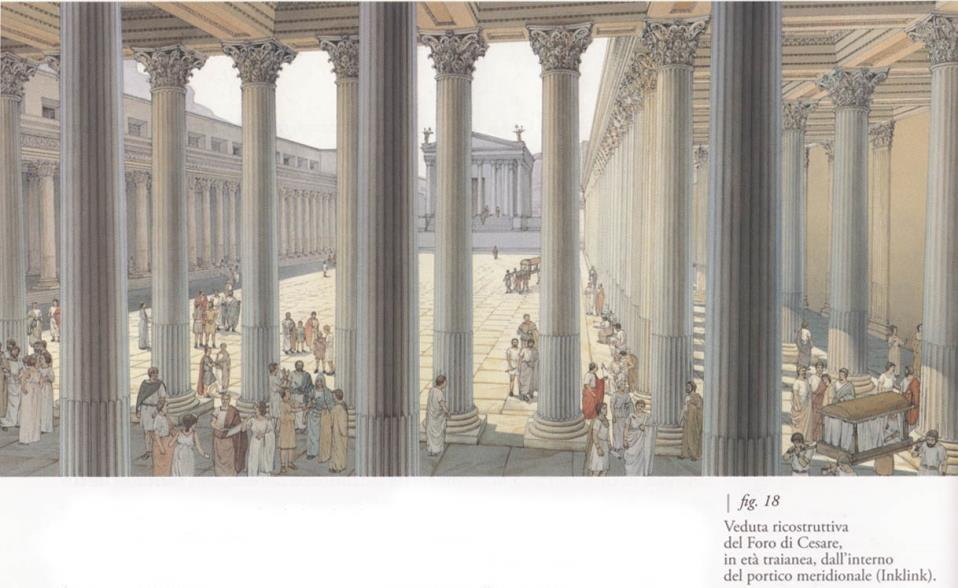 | fig. 18
Veduta ricostruttiva
del Foro di Cesare,
in età traianea, dall'interno
del portico meridionale (Inklink).